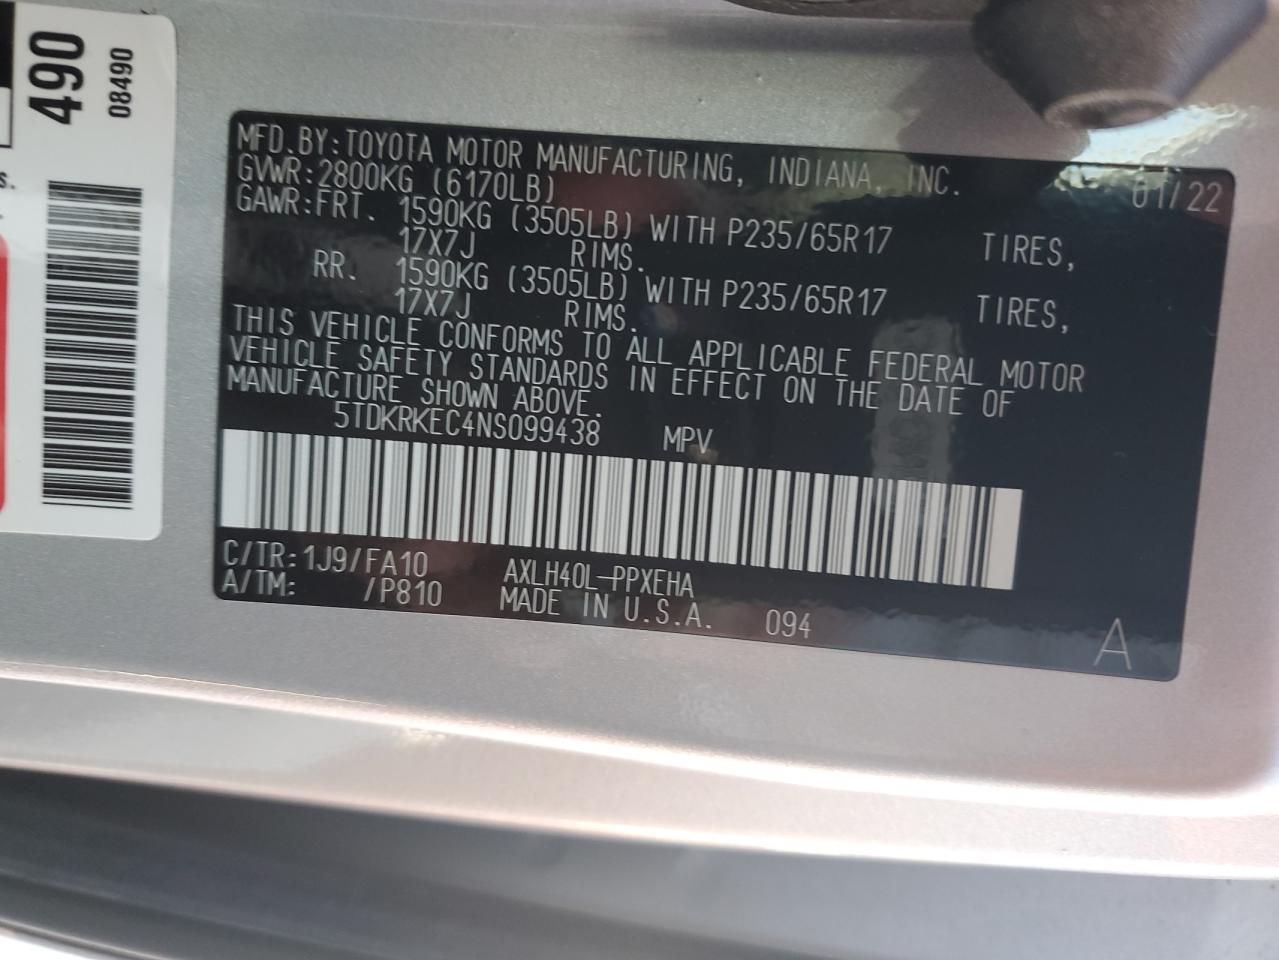 490
08490
s.
MFD.BY:TOYOTA MOTOR MANUFACTURING, INDIANA, INC. 01/22
GVWR:2800KG (6170LB)
GAWR:FRT. 1590KG (3505LB) WITH P235/65R17 TIRES,
17X7J RIMS.
RR. 1590KG (3505LB) WITH P235/65R17 TIRES,
17X7J RIMS.
THIS VEHICLE CONFORMS TO ALL APPLICABLE FEDERAL MOTOR
VEHICLE SAFETY STANDARDS IN EFFECT ON THE DATE OF
MANUFACTURE SHOWN ABOVE.
5TDKRKEC4NS099438 MPV
C/TR:1J9/FA10 AXLH40L-PPXEHA
A/TM: /P810 MADE IN U.S.A. 094
A